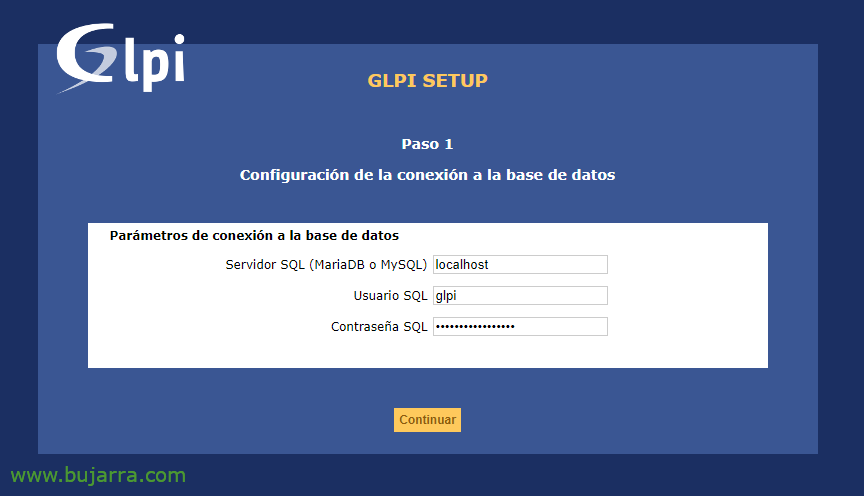 Glpi
GLPI SETUP
Paso 1
Configuración de la conexión a la base de datos
Parámetros de conexión a la base de datos
Servidor SQL (MariaDB o MySQL) localhost
Usuario SQL glpi
Contraseña SQL •••••••••••••••••
Continuar
www.bujarra.com